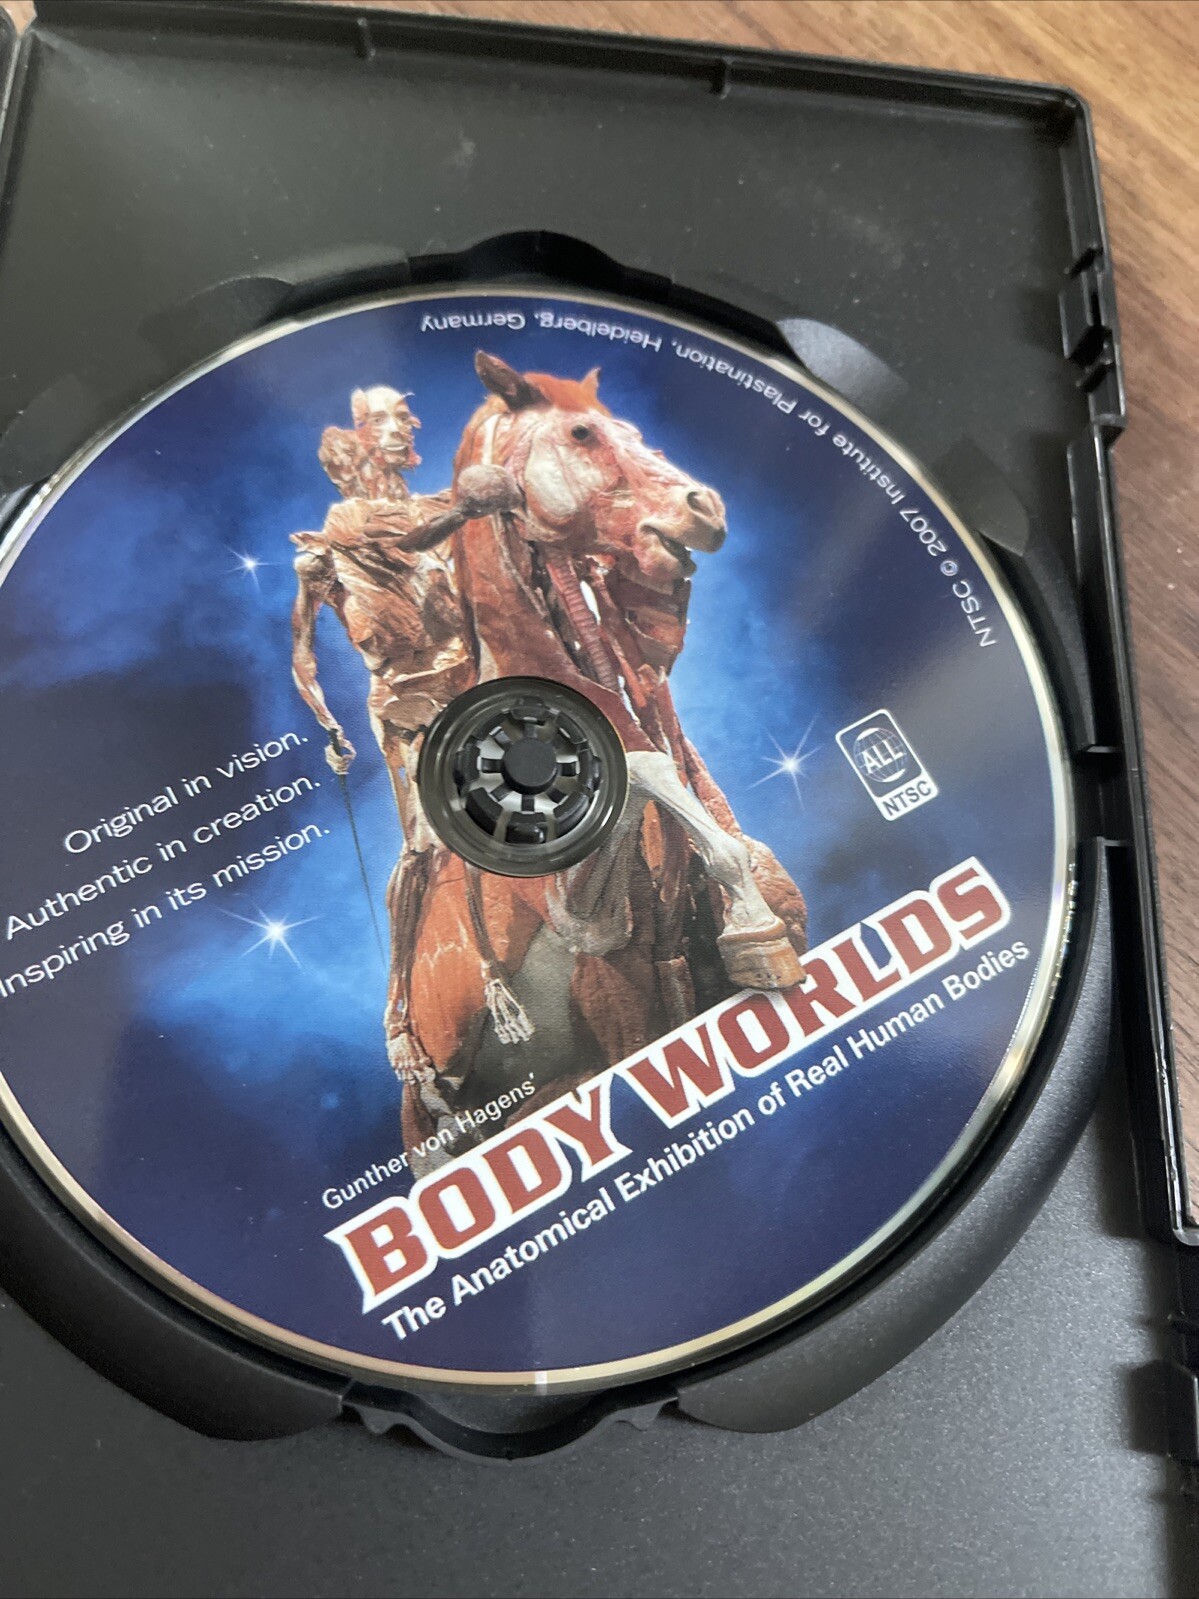 NTSC © 2007 Institute for Plastination, Heidelberg, Germany
Original in vision.
Authentic in creation.
Inspiring in its mission.
ALL
NTSC
Gunther von Hagens'
BODY WORLDS
The Anatomical Exhibition of Real Human Bodies